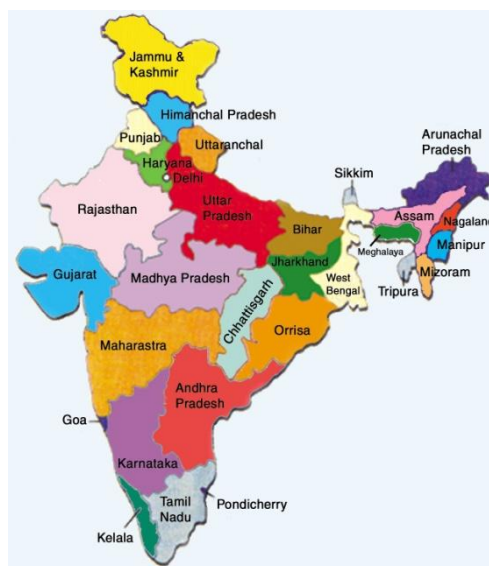 Jammu &
Kashmir
Himanchal Pradesh
Punjab
Uttaranchal
Haryana
Delhi
Arunachal
Pradesh
Sikkim
Rajasthan
Uttar
Pradesh
Assam
Nagaland
Bihar
Meghalaya
Manipur
Gujarat
Madhya Pradesh
Jharkhand
West
Bengal
Mizoram
Tripura
Chhattisgarh
Maharastra
Orrisa
Andhra
Pradesh
Goa
Karnataka
Tamil
Nadu
Pondicherry
Kelala